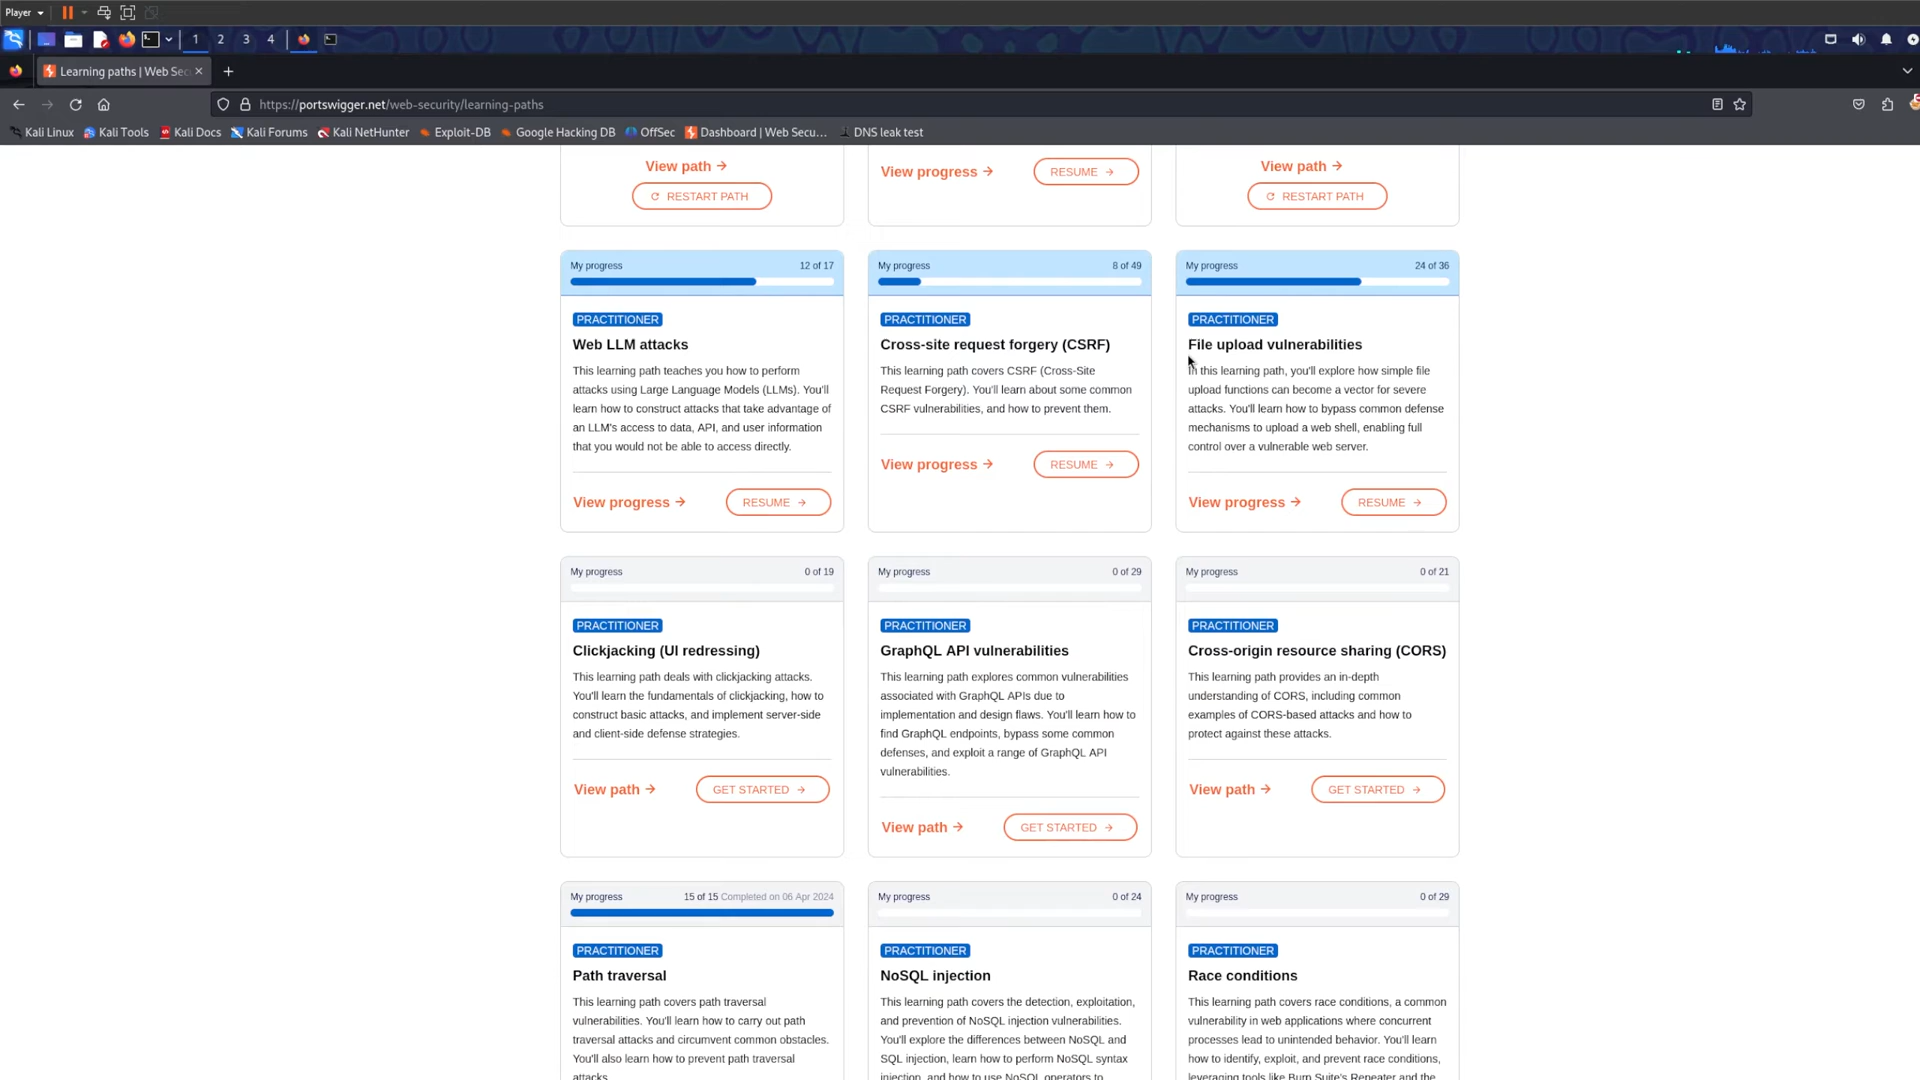 Player
1 2 3 4
Learning paths | Web Sec
https://portswigger.net/web-security/learning-paths
Kali Linux Kali Tools Kali Docs Kali Forums Kali NetHunter Exploit-DB Google Hacking DB OffSec Dashboard | Web Secu... DNS leak test
View path →
RESTART PATH
View progress →
RESUME →
View path →
RESTART PATH
My progress 12 of 17
PRACTITIONER
Web LLM attacks
This learning path teaches you how to perform
attacks using Large Language Models (LLMs). You'll
learn how to construct attacks that take advantage of
an LLM's access to data, API, and user information
that you would not be able to access directly.
View progress → RESUME →
My progress 8 of 49
PRACTITIONER
Cross-site request forgery (CSRF)
This learning path covers CSRF (Cross-Site
Request Forgery). You'll learn about some common
CSRF vulnerabilities, and how to prevent them.
View progress → RESUME →
My progress 24 of 36
PRACTITIONER
File upload vulnerabilities
In this learning path, you'll explore how simple file
upload functions can become a vector for severe
attacks. You'll learn how to bypass common defense
mechanisms to upload a web shell, enabling full
control over a vulnerable web server.
View progress → RESUME →
My progress 0 of 19
PRACTITIONER
Clickjacking (UI redressing)
This learning path deals with clickjacking attacks.
You'll learn the fundamentals of clickjacking, how to
construct basic attacks, and implement server-side
and client-side defense strategies.
View path → GET STARTED →
My progress 0 of 29
PRACTITIONER
GraphQL API vulnerabilities
This learning path explores common vulnerabilities
associated with GraphQL APIs due to
implementation and design flaws. You'll learn how to
find GraphQL endpoints, bypass some common
defenses, and exploit a range of GraphQL API
vulnerabilities.
View path → GET STARTED →
My progress 0 of 21
PRACTITIONER
Cross-origin resource sharing (CORS)
This learning path provides an in-depth
understanding of CORS, including common
examples of CORS-based attacks and how to
protect against these attacks.
View path → GET STARTED →
My progress 15 of 15 Completed on 06 Apr 2024
PRACTITIONER
Path traversal
This learning path covers path traversal
vulnerabilities. You'll learn how to carry out path
traversal attacks and circumvent common obstacles.
You'll also learn how to prevent path traversal
attacks.
My progress 0 of 24
PRACTITIONER
NoSQL injection
This learning path covers the detection, exploitation,
and prevention of NoSQL injection vulnerabilities.
You'll explore the differences between NoSQL and
SQL injection, learn how to perform NoSQL syntax
injection, and how to use NoSQL operators to
My progress 0 of 29
PRACTITIONER
Race conditions
This learning path covers race conditions, a common
vulnerability in web applications where concurrent
processes lead to unintended behavior. You'll learn
how to identify, exploit, and prevent race conditions,
leveraging tools like Burp Suite's Repeater and the